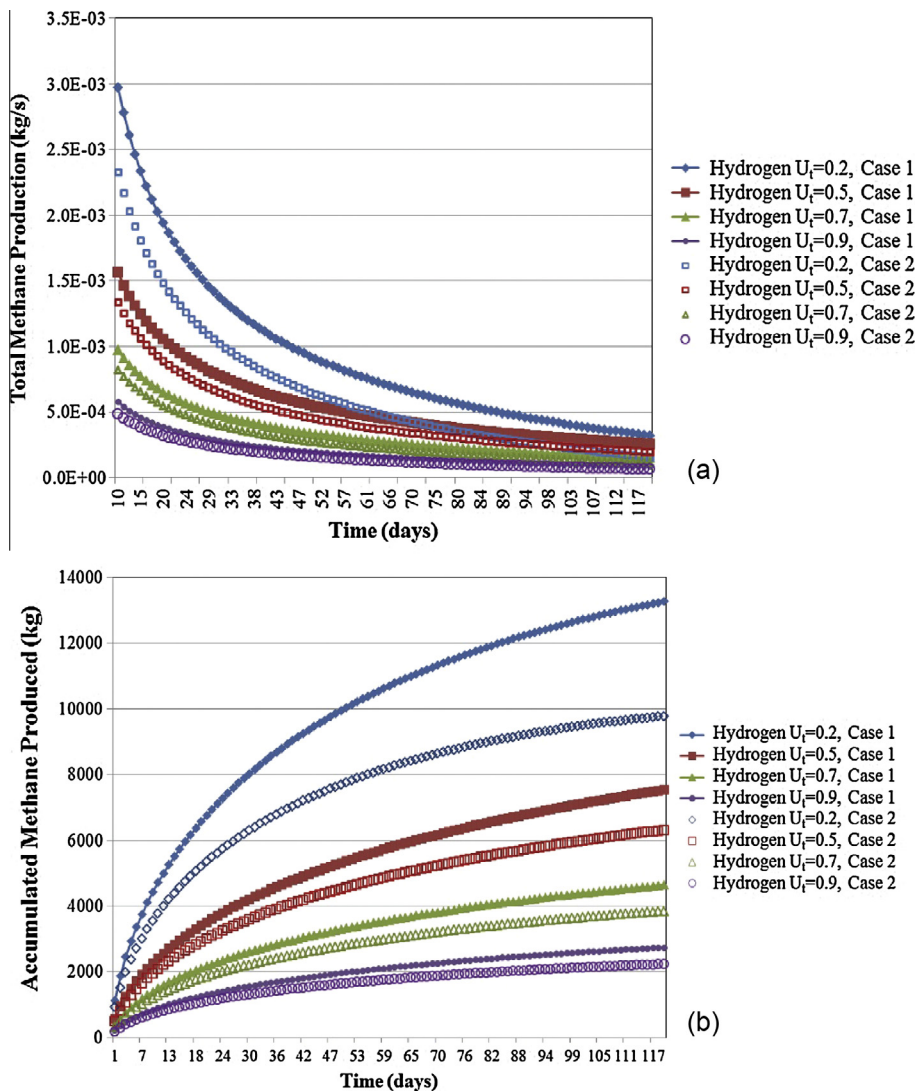 3.5E-03
3.0E-03
2.5E-03
2.0E-03
1.5E-03
1.0E-03
5.0E-04
0.0E+00
Total Methane Production (kg/s)
10 15 20 24 29 33 38 43 47 52 57 61 66 70 75 80 84 89 94 98 103 107 112 117
Time (days)
Hydrogen Ut=0.2, Case 1
Hydrogen Ut=0.5, Case 1
Hydrogen Ut=0.7, Case 1
Hydrogen Ut=0.9, Case 1
Hydrogen Ut=0.2, Case 2
Hydrogen Ut=0.5, Case 2
Hydrogen Ut=0.7, Case 2
Hydrogen Ut=0.9, Case 2
(a)
14000
12000
10000
8000
6000
4000
2000
0
Accumulated Methane Produced (kg)
1 7 13 18 24 30 36 42 47 53 59 65 70 76 82 88 94 99 105 111 117
Time (days)
Hydrogen Ut=0.2, Case 1
Hydrogen Ut=0.5, Case 1
Hydrogen Ut=0.7, Case 1
Hydrogen Ut=0.9, Case 1
Hydrogen Ut=0.2, Case 2
Hydrogen Ut=0.5, Case 2
Hydrogen Ut=0.7, Case 2
Hydrogen Ut=0.9, Case 2
(b)